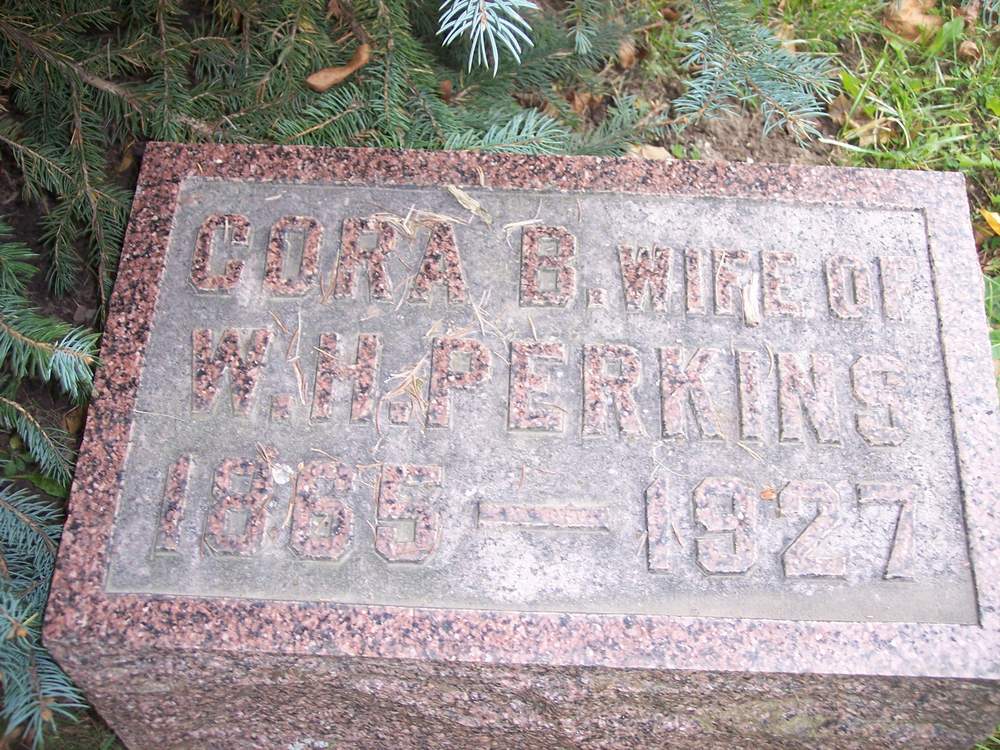 CORA B. WIFE OF
W. H. P. PERKINS
1865 — 1927